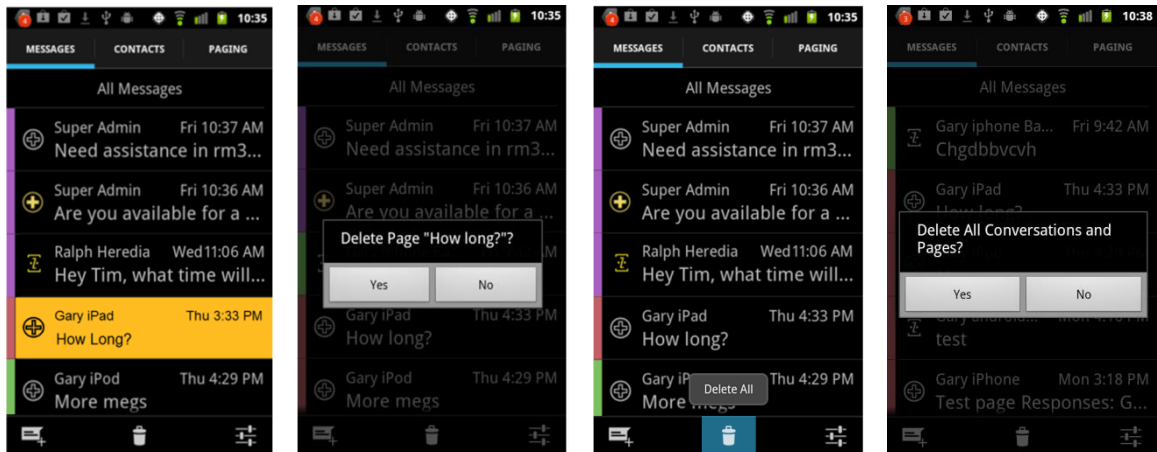 4 10:35
MESSAGES CONTACTS PAGING
All Messages
Super Admin Fri 10:37 AM
Need assistance in rm3...
Super Admin Fri 10:36 AM
Are you available for a ...
Ralph Heredia Wed11:06 AM
Hey Tim, what time will...
Gary iPad Thu 3:33 PM
How Long?
Gary iPod Thu 4:29 PM
More megs
4 10:35
MESSAGES CONTACTS PAGING
All Messages
Super Admin Fri 10:37 AM
Need assistance in rm3...
Super Admin Fri 10:36 AM
Are you available for a ...
Delete Page "How long?"?
Yes No
Gary iPad Thu 4:33 PM
How long?
Gary iPod Thu 4:29 PM
More megs
4 10:35
MESSAGES CONTACTS PAGING
All Messages
Super Admin Fri 10:37 AM
Need assistance in rm3...
Super Admin Fri 10:36 AM
Are you available for a ...
Ralph Heredia Wed11:06 AM
Hey Tim, what time will...
Gary iPad Thu 4:33 PM
How long?
Gary iP Thu 4:29 PM
Delete All
More megs
3 10:38
MESSAGES CONTACTS PAGING
All Messages
Gary iphone Ba... Fri 9:42 AM
Chgdbbvcvh
Gary iPad Thu 4:33 PM
How long?
Delete All Conversations and
Pages?
Yes No
test
Gary iPhone Mon 3:18 PM
Test page Responses: G...